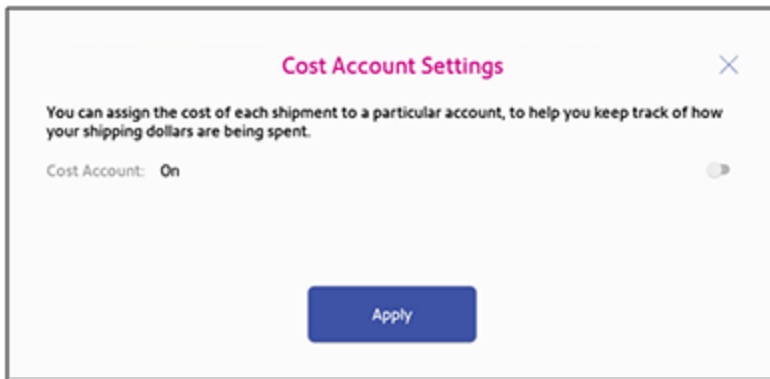 Cost Account Settings
You can assign the cost of each shipment to a particular account, to help you keep track of how
your shipping dollars are being spent.
Cost Account: On
Apply